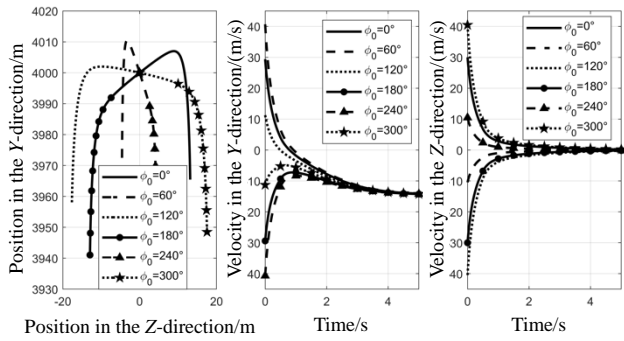 4020
4010
4000
3990
3980
3970
3960
3950
3940
3930
-20
0
20
Position in the Y-direction/m
Position in the Z-direction/m
ϕ0=0°
ϕ0=60°
ϕ0=120°
ϕ0=180°
ϕ0=240°
ϕ0=300°
40
30
20
10
0
10
20
30
40
0
2
4
Velocity in the Y-direction/(m/s)
Time/s
ϕ0=0°
ϕ0=60°
ϕ0=120°
ϕ0=180°
ϕ0=240°
ϕ0=300°
40
30
20
10
0
10
20
30
40
0
2
4
Velocity in the Z-direction/(m/s)
Time/s
ϕ0=0°
ϕ0=60°
ϕ0=120°
ϕ0=180°
ϕ0=240°
ϕ0=300°